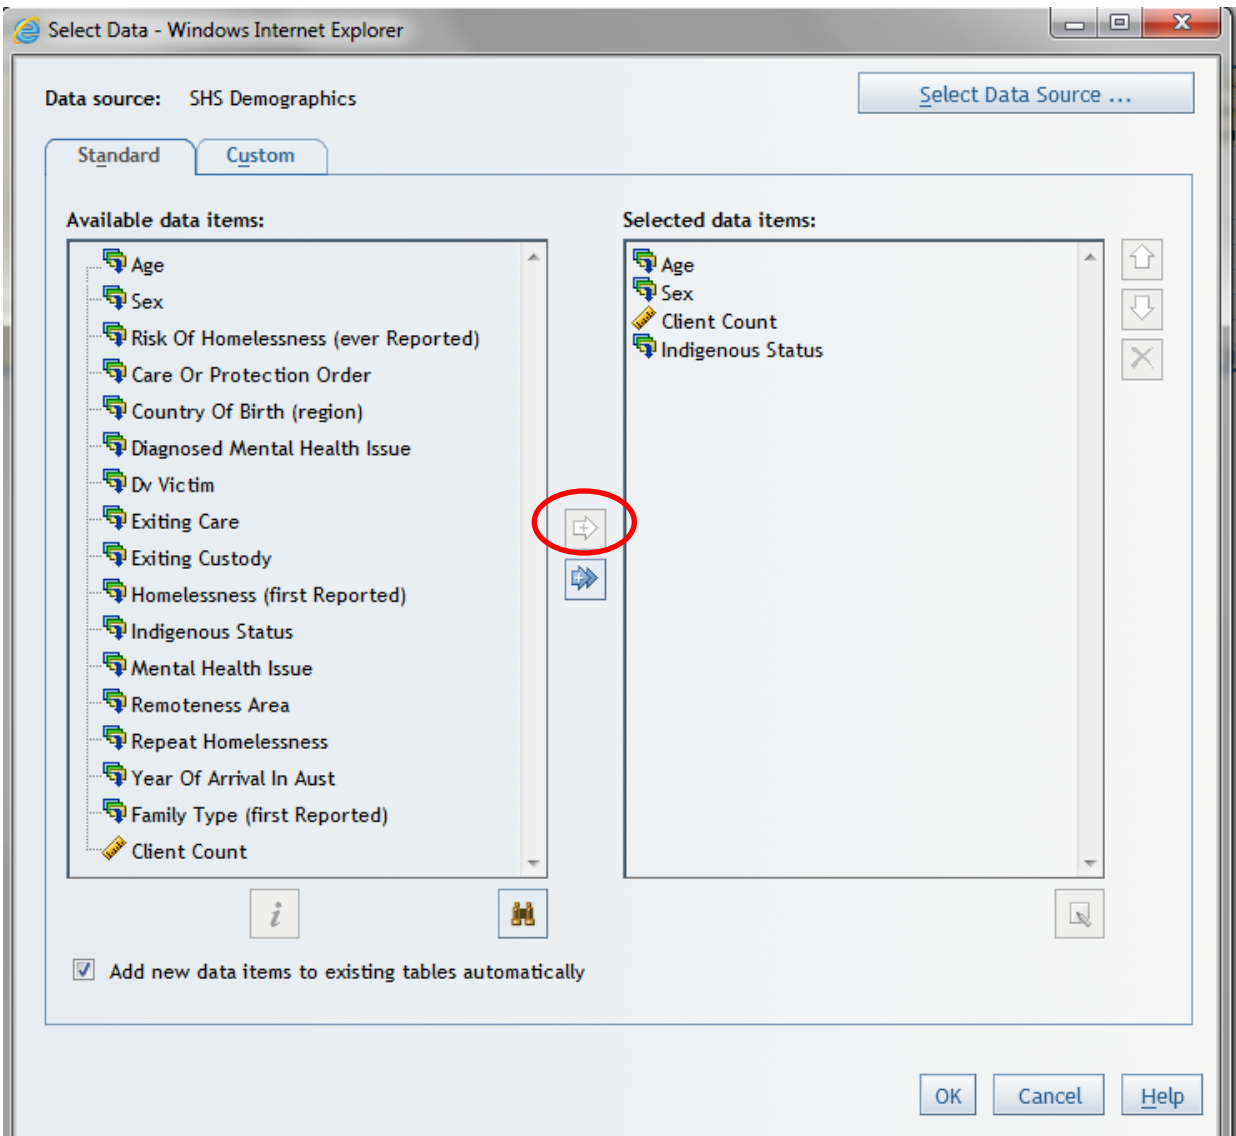 Select Data - Windows Internet Explorer
Data source: SHS Demographics
Select Data Source ...
Standard
Custom
Available data items:
Age
Sex
Risk Of Homelessness (ever Reported)
Care Or Protection Order
Country Of Birth (region)
Diagnosed Mental Health Issue
Dv Victim
Exiting Care
Exiting Custody
Homelessness (first Reported)
Indigenous Status
Mental Health Issue
Remoteness Area
Repeat Homelessness
Year Of Arrival In Aust
Family Type (first Reported)
Client Count
Selected data items:
Age
Sex
Client Count
Indigenous Status
i
Add new data items to existing tables automatically
OK
Cancel
Help